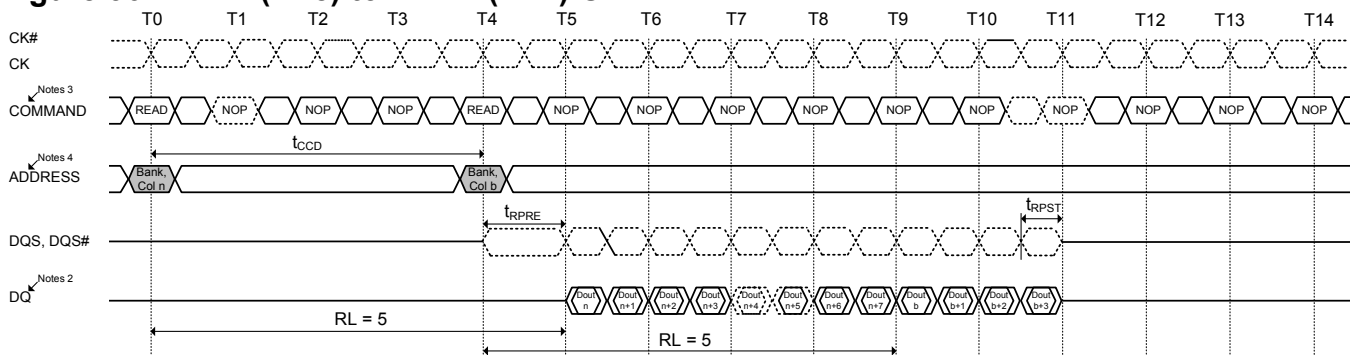 T0 T1 T2 T3 T4 T5 T6 T7 T8 T9 T10 T11 T12 T13 T14
CK#
CK
Notes 3
COMMAND READ NOP NOP NOP READ NOP NOP NOP NOP NOP NOP NOP NOP NOP NOP
tCCD
Notes 4
ADDRESS Bank, Col n Bank, Col b
tRPRE tRPST
DQS, DQS#
Notes 2
DQ Dout n Dout n+1 Dout n+2 Dout n+3 Dout n+4 Dout n+5 Dout n+6 Dout n+7 Dout b Dout b+1 Dout b+2 Dout b+3
RL = 5
RL = 5